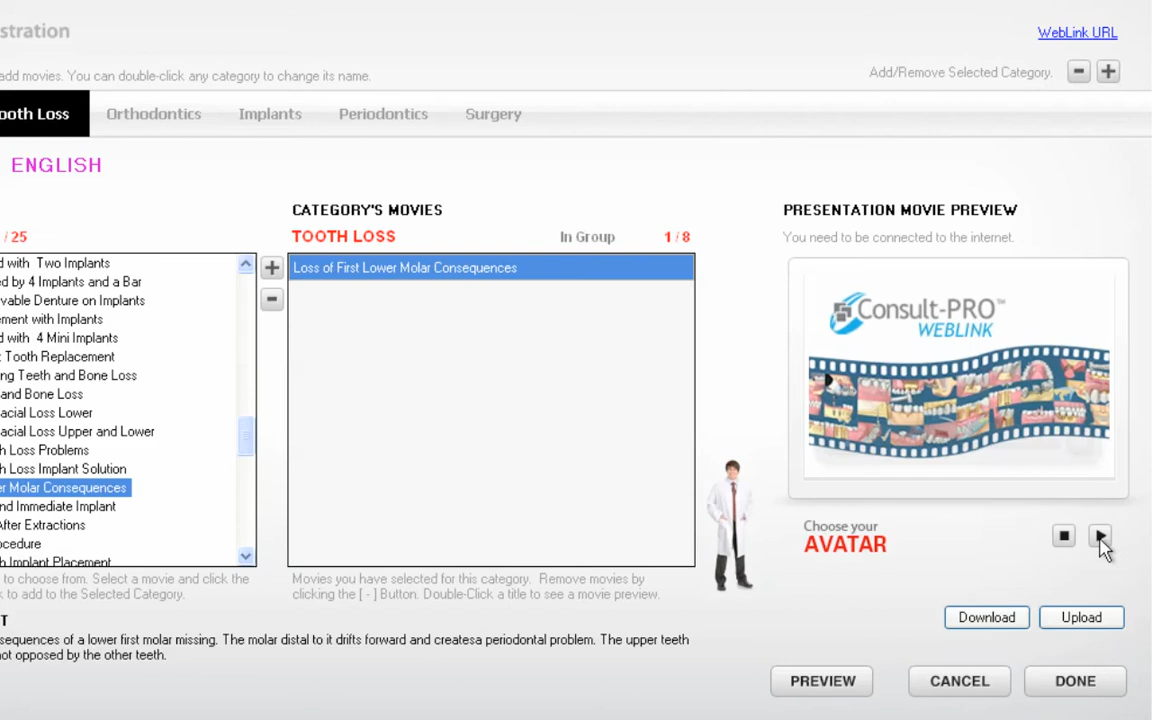 stration
WebLink URL
add movies. You can double-click any category to change its name.
Add/Remove Selected Category.
ooth Loss
Orthodontics
Implants
Periodontics
Surgery
ENGLISH
CATEGORY'S MOVIES
PRESENTATION MOVIE PREVIEW
/ 25
TOOTH LOSS
In Group
1 / 8
You need to be connected to the internet.
d with Two Implants
ed by 4 Implants and a Bar
vable Denture on Implants
ement with Implants
d with 4 Mini Implants
t Tooth Replacement
ng Teeth and Bone Loss
and Bone Loss
acial Loss Lower
acial Loss Upper and Lower
h Loss Problems
h Loss Implant Solution
er Molar Consequences
nd Immediate Implant
After Extractions
ocedure
h Implant Placement
Loss of First Lower Molar Consequences
Consult-PRO™
WEBLINK
Choose your
AVATAR
to choose from. Select a movie and click the
k to add to the Selected Category.
Movies you have selected for this category. Remove movies by
clicking the [ - ] Button. Double-Click a title to see a movie preview.
Download
Upload
T
sequences of a lower first molar missing. The molar distal to it drifts forward and createsa periodontal problem. The upper teeth
not opposed by the other teeth.
PREVIEW
CANCEL
DONE